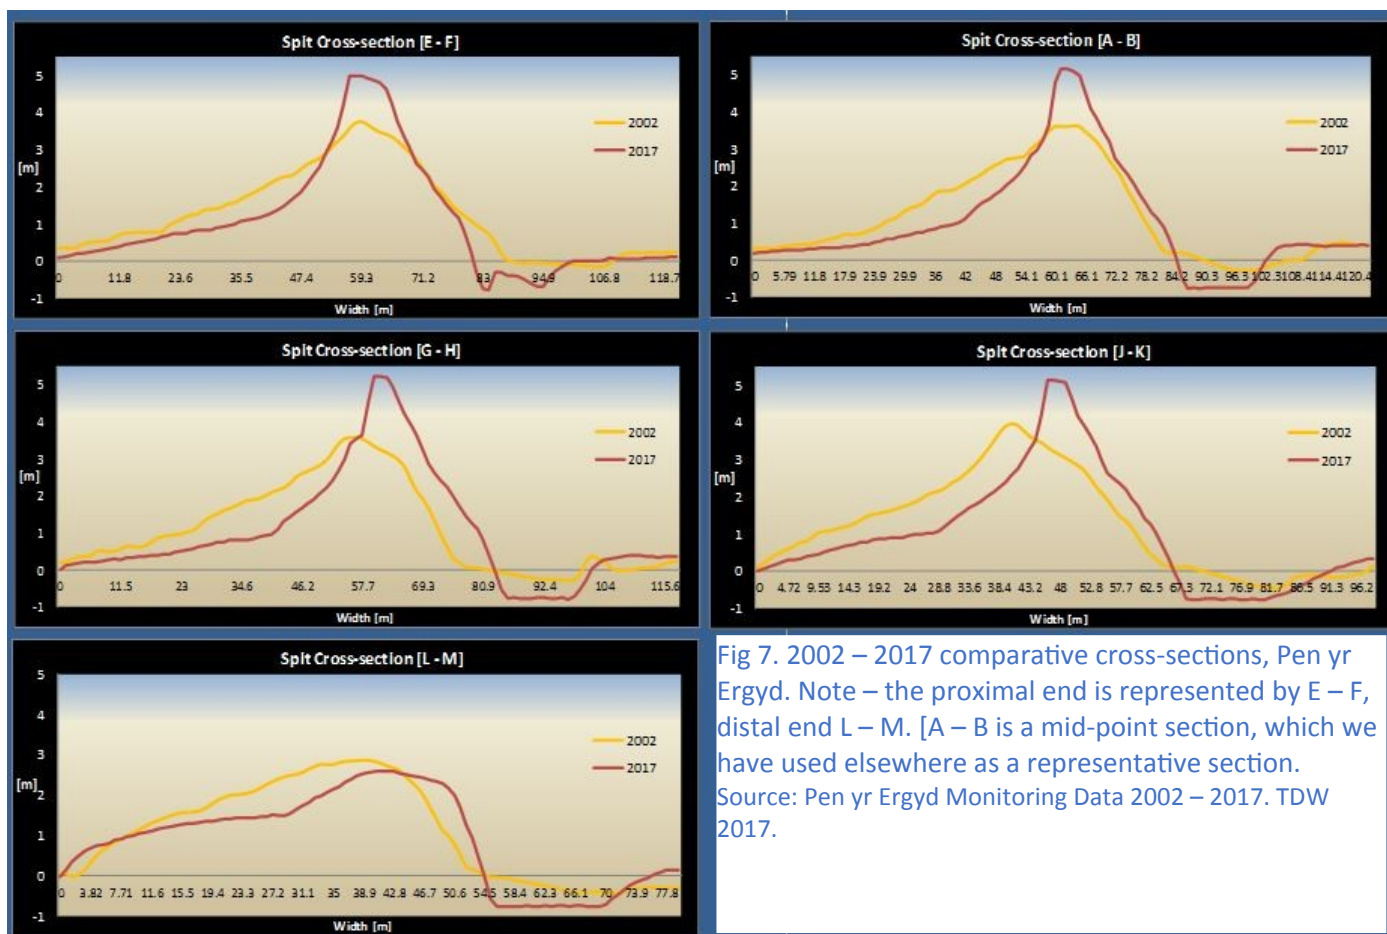 Spit Cross-section [E - F]
5
4
3
[m]
2
1
0
-1
2002
2017
0 11.8 23.6 35.5 47.4 59.3 71.2 83 94.9 106.8 118.7
Width [m]
Spit Cross-section [A - B]
5
4
3
[m]
2
1
0
-1
2002
2017
0 5.79 11.8 17.9 23.9 29.9 36 42 48 54.1 60.1 66.1 72.2 78.2 84.2 90.3 96.3 102.3 108.4 114.4 120.4
Width [m]
Spit Cross-section [G - H]
5
4
3
[m]
2
1
0
-1
2002
2017
0 11.5 23 34.6 46.2 57.7 69.3 80.9 92.4 104 115.6
Width [m]
Spit Cross-section [J - K]
5
4
3
[m]
2
1
0
-1
2002
2017
0 4.72 9.53 14.3 19.2 24 28.8 33.6 38.4 43.2 48 52.8 57.7 62.5 67.3 72.1 76.9 81.7 86.5 91.3 96.2
Width [m]
Spit Cross-section [L - M]
5
4
3
[m]
2
1
0
-1
2002
2017
0 3.82 7.71 11.6 15.5 19.4 23.3 27.2 31.1 35 38.9 42.8 46.7 50.6 54.5 58.4 62.3 66.1 70 73.9 77.8
Width [m]
Fig 7. 2002 – 2017 comparative cross-sections, Pen yr
Ergyd. Note – the proximal end is represented by E – F,
distal end L – M. [A – B is a mid-point section, which we
have used elsewhere as a representative section.
Source: Pen yr Ergyd Monitoring Data 2002 – 2017. TDW
2017.